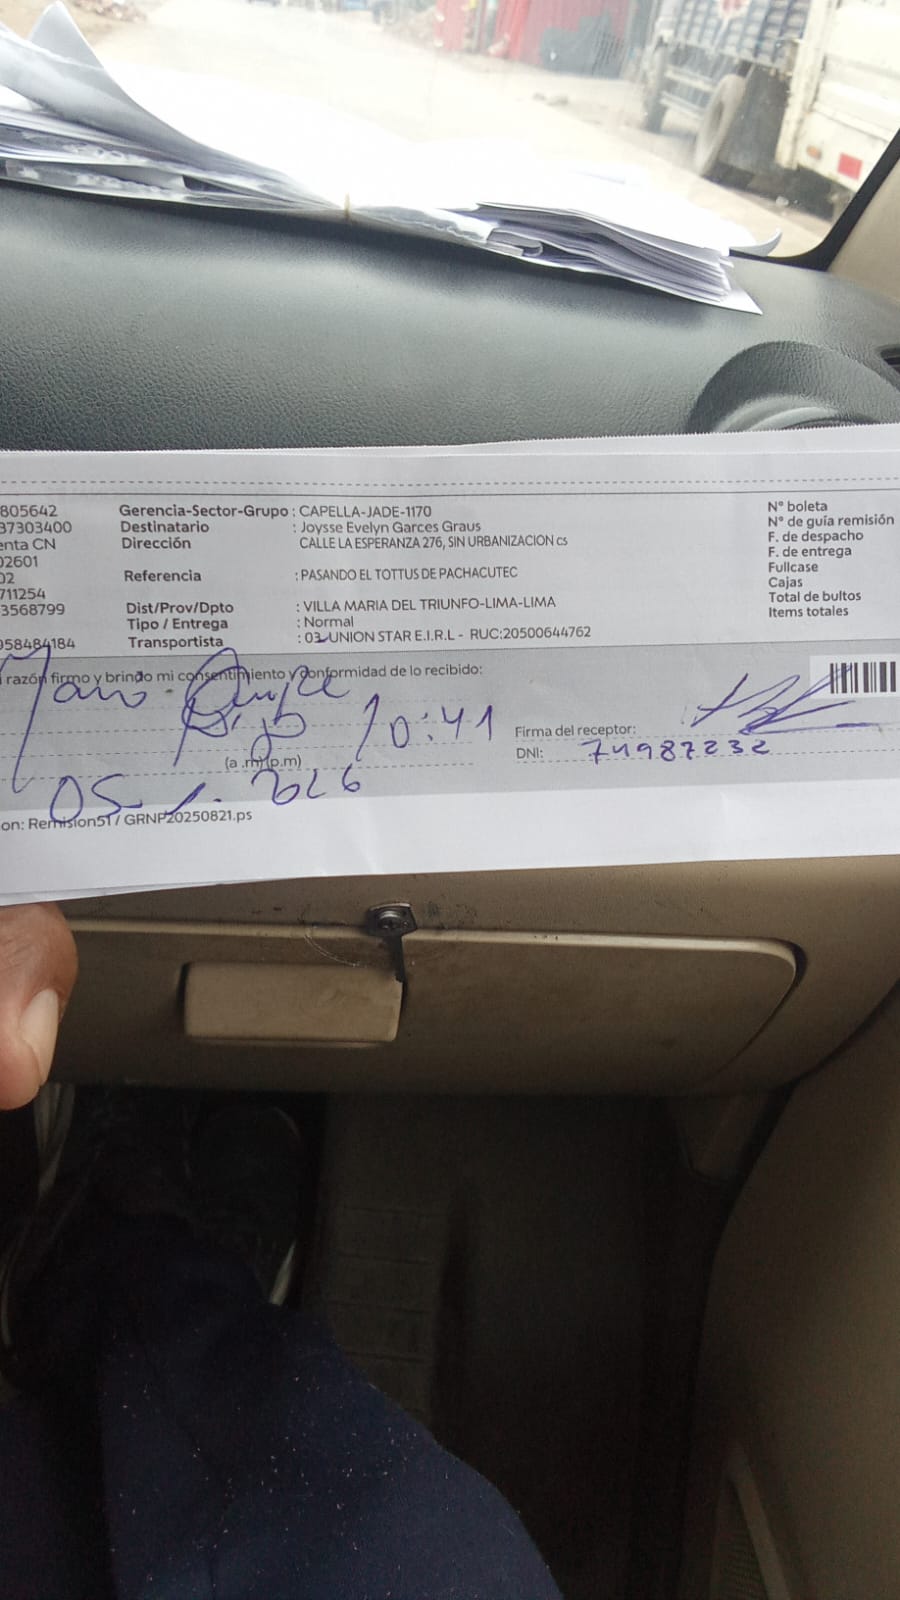 805642 Gerencia-Sector-Grupo : CAPELLA-JADE-1170 N° boleta
37303400 Destinatario : Joysse Evelyn Garces Graus N° de guía remisión
enta CN Dirección CALLE LA ESPERANZA 276, SIN URBANIZACION cs F. de despacho
02601 F. de entrega
02 Referencia : PASANDO EL TOTTUS DE PACHACUTEC Fullcase
711254 Cajas
3568799 Dist/Prov/Dpto : VILLA MARIA DEL TRIUNFO-LIMA-LIMA Total de bultos
Tipo / Entrega : Normal Items totales
958484184 Transportista : 03 UNION STAR E.I.R.L - RUC:20500644762
razón firmo y brindo mi consentimiento y conformidad de lo recibido:
10:41
Firma del receptor:
DNI: 74987232
(a .m) (p.m)
05 2026
on: Remision51 / GRNP20250821.ps